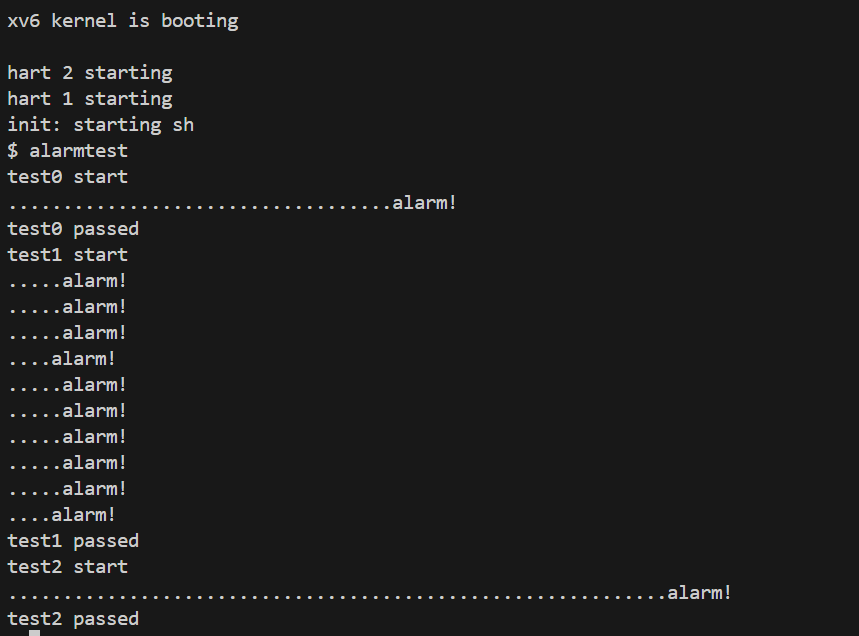 xv6 kernel is booting

hart 2 starting
hart 1 starting
init: starting sh
$ alarmtest
test0 start
...................................alarm!
test0 passed
test1 start
.....alarm!
.....alarm!
.....alarm!
....alarm!
.....alarm!
.....alarm!
.....alarm!
.....alarm!
.....alarm!
....alarm!
test1 passed
test2 start
............................................................alarm!
test2 passed